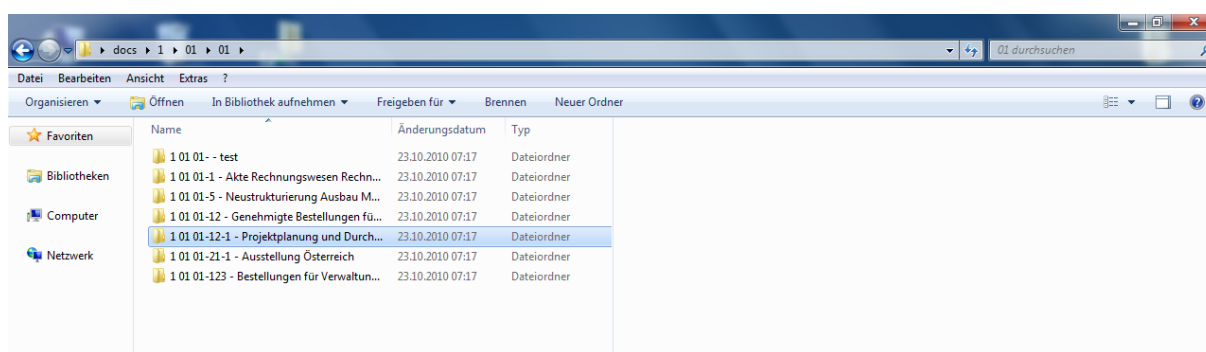 docs 1 01 01
01 durchsuchen
Datei Bearbeiten Ansicht Extras ?
Organisieren Öffnen In Bibliothek aufnehmen Freigeben für Brennen Neuer Ordner
Favoriten
Bibliotheken
Computer
Netzwerk
Name Änderungsdatum Typ
1 01 01- - test 23.10.2010 07:17 Dateiordner
1 01 01-1 - Akte Rechnungswesen Rechn... 23.10.2010 07:17 Dateiordner
1 01 01-5 - Neustrukturierung Ausbau M... 23.10.2010 07:17 Dateiordner
1 01 01-12 - Genehmigte Bestellungen fü... 23.10.2010 07:17 Dateiordner
1 01 01-12-1 - Projektplanung und Durch... 23.10.2010 07:17 Dateiordner
1 01 01-21-1 - Ausstellung Österreich 23.10.2010 07:17 Dateiordner
1 01 01-123 - Bestellungen für Verwaltun... 23.10.2010 07:17 Dateiordner